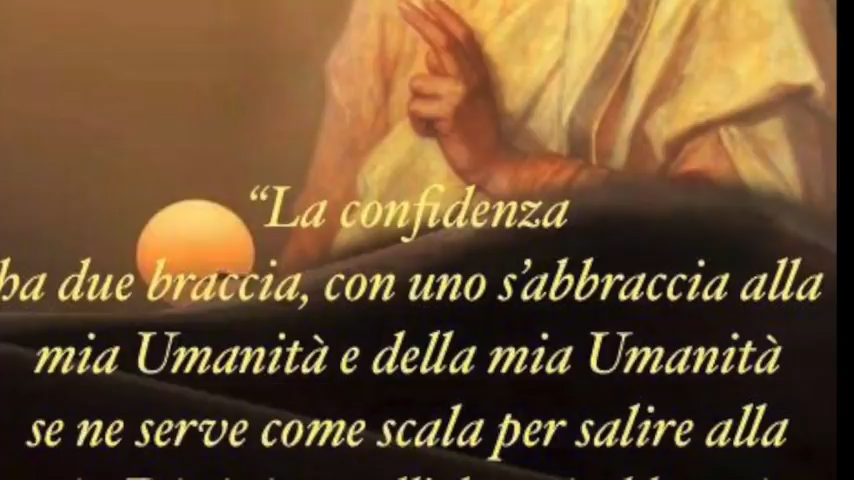 “La confidenza
ha due braccia, con uno s’abbraccia alla
mia Umanità e della mia Umanità
se ne serve come scala per salire alla